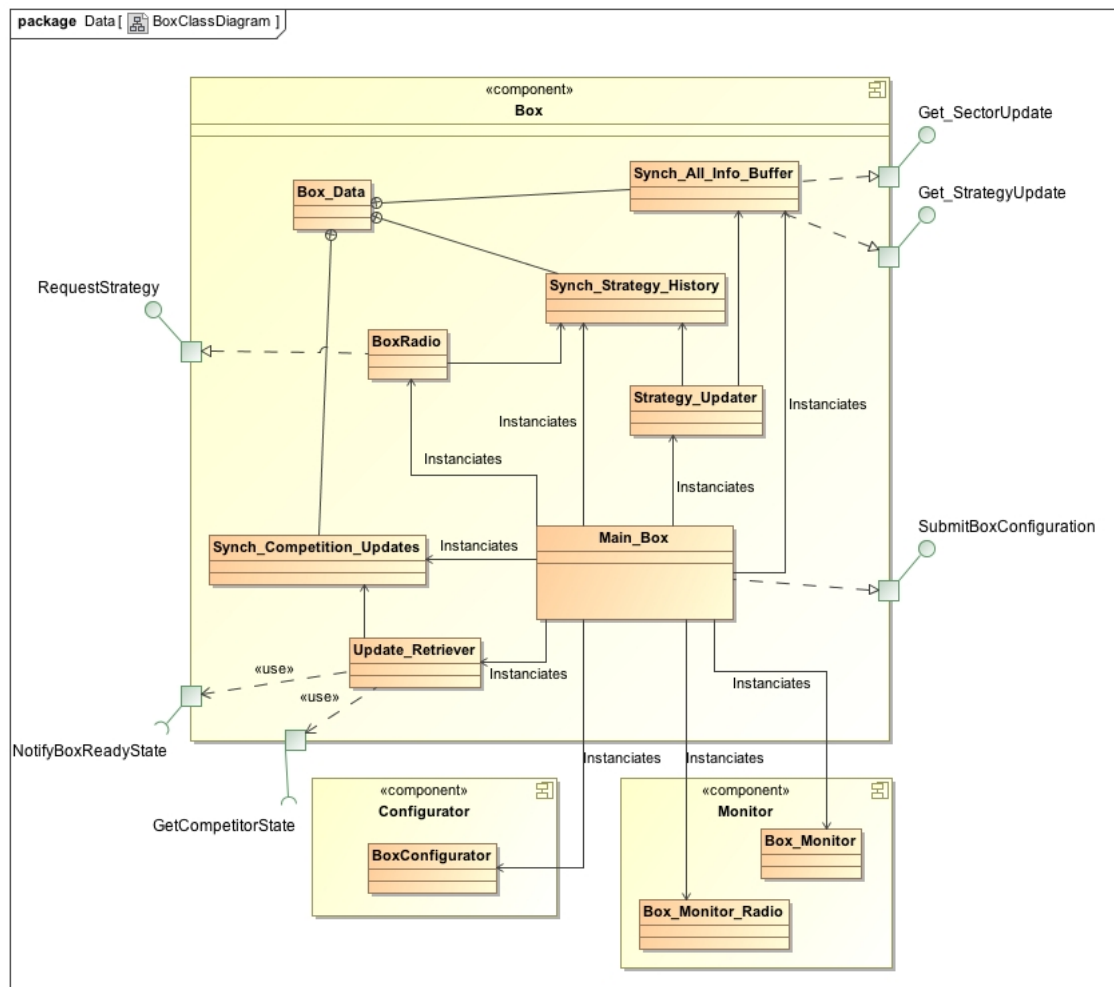 package Data [ BoxClassDiagram ]
«component»
Box
Get_SectorUpdate
Synch_All_Info_Buffer
Box_Data
Get_StrategyUpdate
Synch_Strategy_History
RequestStrategy
BoxRadio
Strategy_Updater
Instanciates
Instanciates
Instanciates
Instanciates
SubmitBoxConfiguration
Main_Box
Synch_Competition_Updates
Instanciates
Update_Retriever
«use»
Instanciates
Instanciates
«use»
NotifyBoxReadyState
Instanciates
Instanciates
«component»
Configurator
«component»
Monitor
GetCompetitorState
Box_Monitor
BoxConfigurator
Box_Monitor_Radio